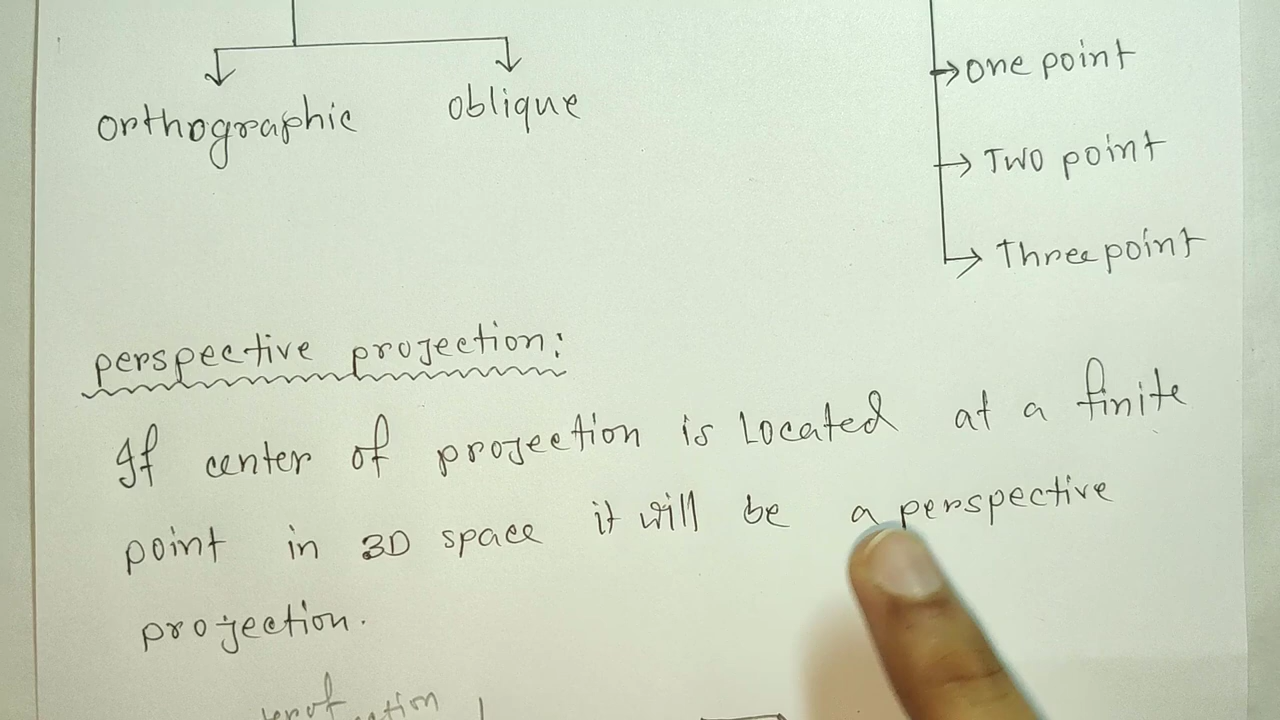 orthographic oblique
→ one point
→ Two point
→ Three point
perspective projection:
If center of projection is Located at a finite
point in 3D space it will be a perspective
projection.